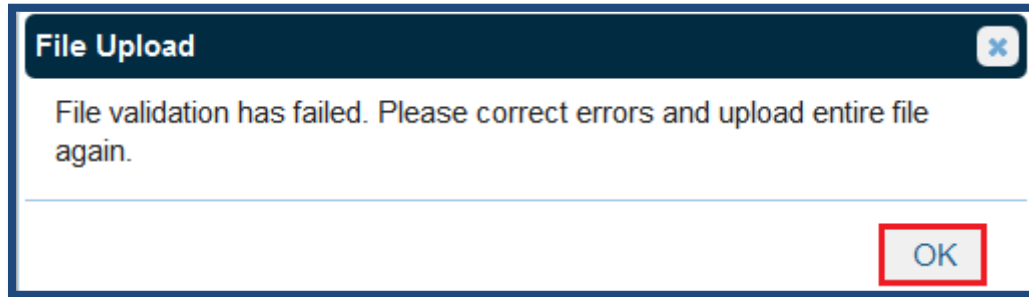 File Upload
File validation has failed. Please correct errors and upload entire file
again.
OK